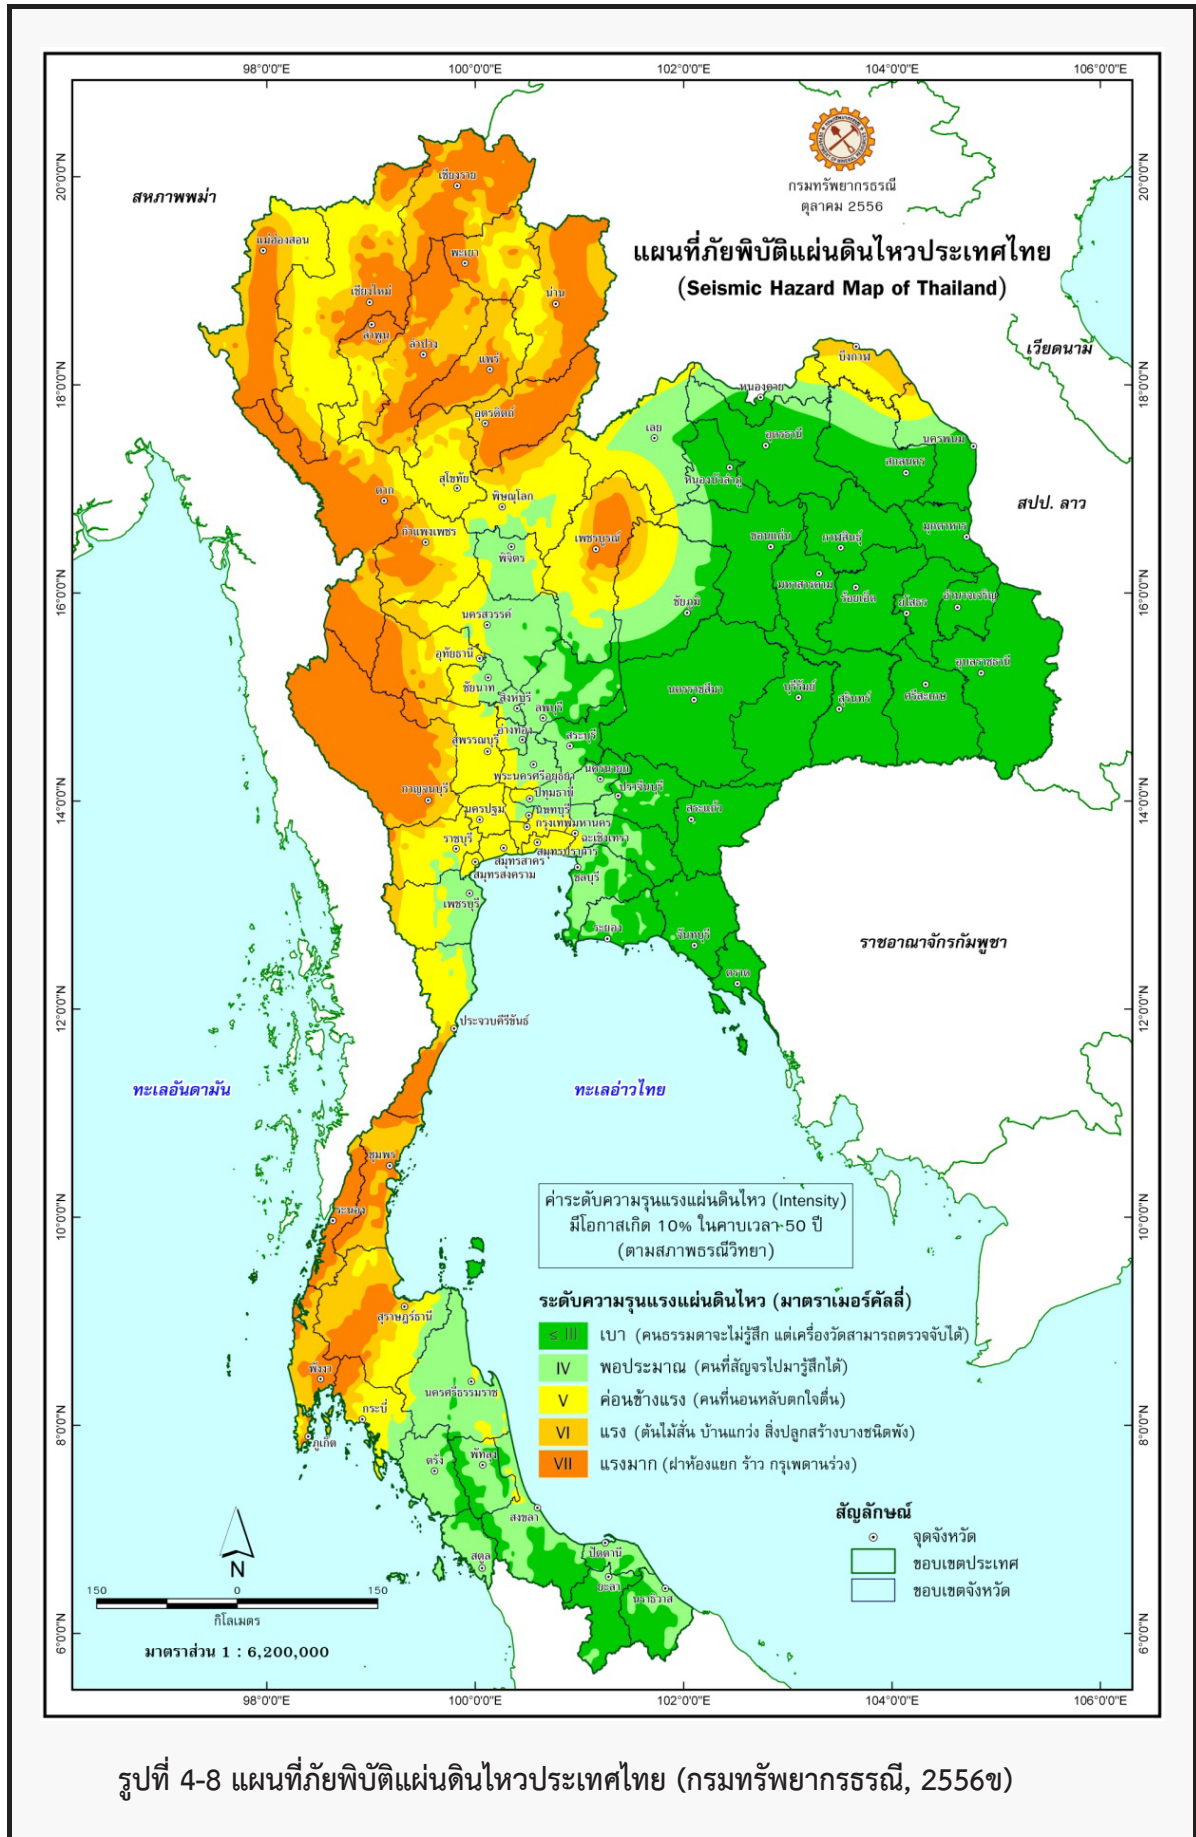 98°0'0"E 100°0'0"E 102°0'0"E 104°0'0"E 106°0'0"E
20°0'0"N
18°0'0"N
16°0'0"N
14°0'0"N
12°0'0"N
10°0'0"N
8°0'0"N
6°0'0"N
กรมทรัพยากรธรณี
ตุลาคม 2556
แผนที่ภัยพิบัติแผ่นดินไหวประเทศไทย
(Seismic Hazard Map of Thailand)
สหภาพพม่า
เวียดนาม
สปป. ลาว
ราชอาณาจักรกัมพูชา
ทะเลอันดามัน
ทะเลอ่าวไทย
เชียงราย
แม่ฮ่องสอน
พะเยา
เชียงใหม่
น่าน
ลำพูน
ลำปาง
แพร่
อุตรดิตถ์
บึงกาฬ
หนองคาย
เลย
อุดรธานี
นครพนม
สกลนคร
หนองบัวลำภู
สุโขทัย
ตาก
พิษณุโลก
กำแพงเพชร
พิจิตร
เพชรบูรณ์
ขอนแก่น
กาฬสินธุ์
มุกดาหาร
มหาสารคาม
ร้อยเอ็ด
ยโสธร
อำนาจเจริญ
ชัยภูมิ
นครสวรรค์
อุทัยธานี
ชัยนาท
สิงห์บุรี
ลพบุรี
นครราชสีมา
บุรีรัมย์
สุรินทร์
ศรีสะเกษ
อุบลราชธานี
อ่างทอง
สุพรรณบุรี
สระบุรี
พระนครศรีอยุธยา
นครนายก
ปราจีนบุรี
ปทุมธานี
กาญจนบุรี
นครปฐม
นนทบุรี
กรุงเทพมหานคร
สระแก้ว
ราชบุรี
ฉะเชิงเทรา
สมุทรปราการ
สมุทรสาคร
สมุทรสงคราม
ชลบุรี
เพชรบุรี
ระยอง
จันทบุรี
ตราด
ประจวบคีรีขันธ์
ชุมพร
ระนอง
สุราษฎร์ธานี
พังงา
นครศรีธรรมราช
กระบี่
ภูเก็ต
ตรัง
พัทลุง
สงขลา
สตูล
ปัตตานี
ยะลา
นราธิวาส
ค่าระดับความรุนแรงแผ่นดินไหว (Intensity)
มีโอกาสเกิด 10% ในคาบเวลา 50 ปี
(ตามสภาพธรณีวิทยา)
ระดับความรุนแรงแผ่นดินไหว (มาตราเมอร์คัลลี่)
≤ III เบา (คนธรรมดาจะไม่รู้สึก แต่เครื่องวัดสามารถตรวจจับได้)
IV พอประมาณ (คนที่สัญจรไปมารู้สึกได้)
V ค่อนข้างแรง (คนที่นอนหลับตกใจตื่น)
VI แรง (ต้นไม้สั่น บ้านแกว่ง สิ่งปลูกสร้างบางชนิดพัง)
VII แรงมาก (ฝาห้องแยก ร้าว กรุเพดานร่วง)
สัญลักษณ์
จุดจังหวัด
ขอบเขตประเทศ
ขอบเขตจังหวัด
N
150 0 150
กิโลเมตร
มาตราส่วน 1 : 6,200,000
20°0'0"N
18°0'0"N
16°0'0"N
14°0'0"N
12°0'0"N
10°0'0"N
8°0'0"N
6°0'0"N
98°0'0"E 100°0'0"E 102°0'0"E 104°0'0"E 106°0'0"E
รูปที่ 4-8 แผนที่ภัยพิบัติแผ่นดินไหวประเทศไทย (กรมทรัพยากรธรณี, 2556ข)